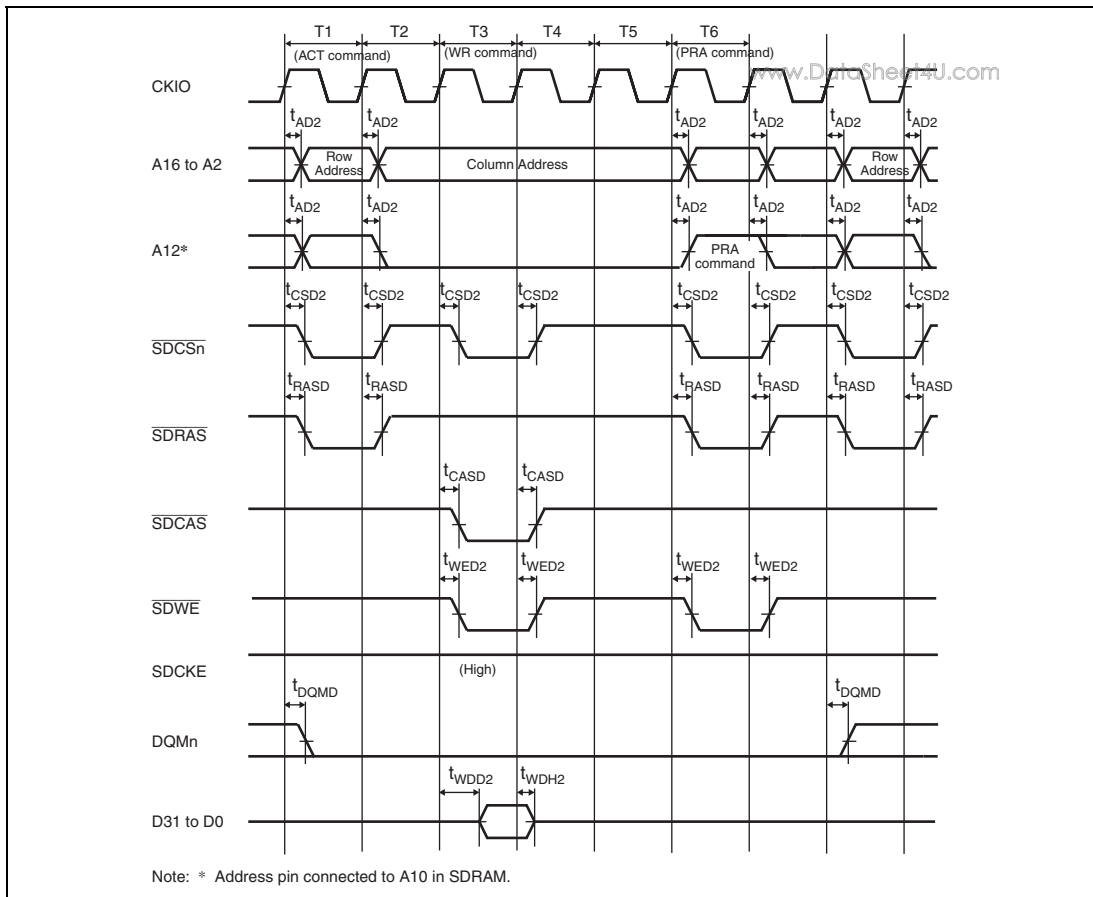 T1 T2 T3 T4 T5 T6
(ACT command) (WR command) (PRA command)
www.DataSheet4U.com
CKIO
tAD2 tAD2 tAD2 tAD2 tAD2 tAD2
A16 to A2 Row Address Column Address Row Address
tAD2 tAD2 tAD2 tAD2 tAD2 tAD2
A12* PRA command
tCSD2 tCSD2 tCSD2 tCSD2 tCSD2 tCSD2 tCSD2 tCSD2
SDCSn
tRASD tRASD tRASD tRASD tRASD tRASD
SDRAS
tCASD tCASD
SDCAS
tWED2 tWED2 tWED2 tWED2
SDWE
SDCKE (High)
tDQMD tDQMD
DQMn
tWDD2 tWDH2
D31 to D0
Note: * Address pin connected to A10 in SDRAM.